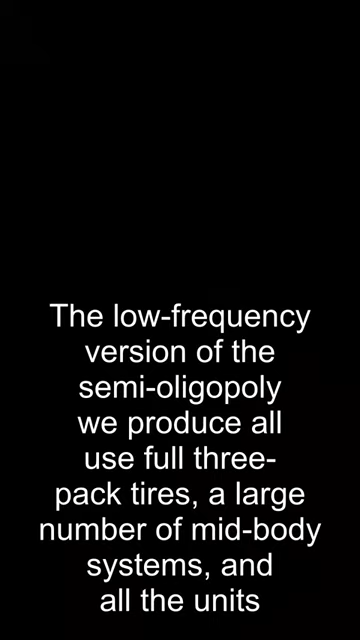 The low-frequency
version of the
semi-oligopoly
we produce all
use full three-
pack tires, a large
number of mid-body
systems, and
all the units